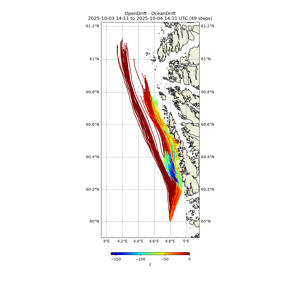 OpenDrift - OceanDrift
2025-10-03 14:11 to 2025-10-04 14:11 UTC (49 steps)
61.2°N 61.2°N
61°N 61°N
60.8°N 60.8°N
60.6°N 60.6°N
60.4°N 60.4°N
60.2°N 60.2°N
60°N 60°N
4°E 4.2°E 4.4°E 4.6°E 4.8°E 5°E
−150 −100 −50 0
z